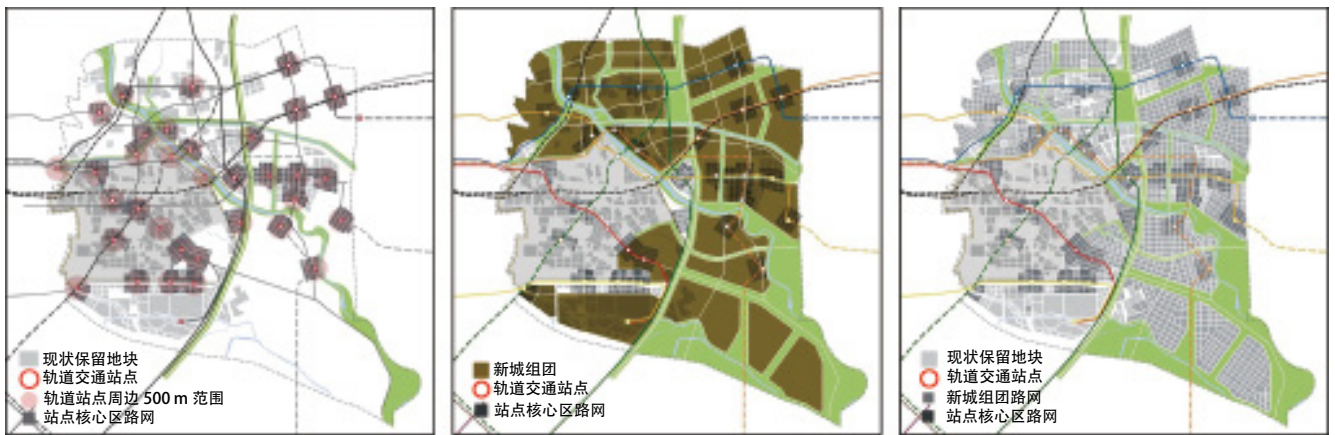 现状保留地块
轨道交通站点
轨道站点周边 500 m 范围
站点核心区路网
新城组团
轨道交通站点
站点核心区路网
现状保留地块
轨道交通站点
新城组团路网
站点核心区路网